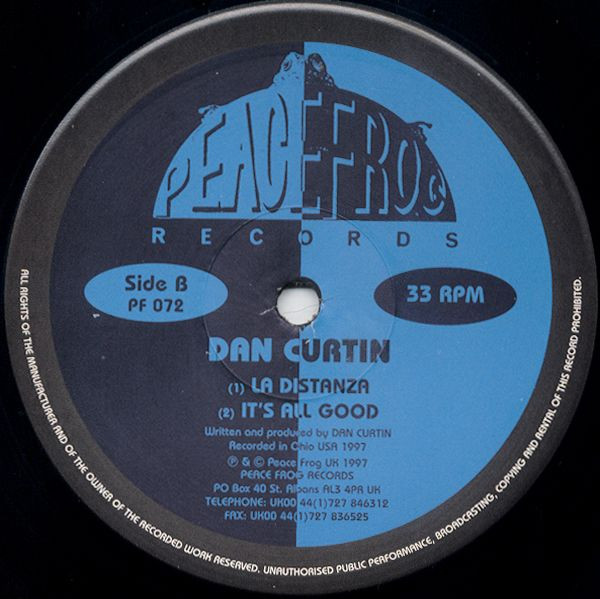 PEACEFROG
RECORDS
Side B
PF 072
33 RPM
DAN CURTIN
(1) LA DISTANZA
(2) IT'S ALL GOOD
Written and produced by DAN CURTIN
Recorded in Ohio USA 1997
℗ & © Peace Frog UK 1997
PEACE FROG RECORDS
PO Box 40 St. Albans AL3 4PR UK
TELEPHONE: UK00 44(1)727 846312
FAX: UK00 44(1)727 836525
ALL RIGHTS OF THE MANUFACTURER AND OF THE OWNER OF THE RECORDED WORK RESERVED. UNAUTHORISED PUBLIC PERFORMANCE, BROADCASTING, COPYING AND RENTAL OF THIS RECORD PROHIBITED.